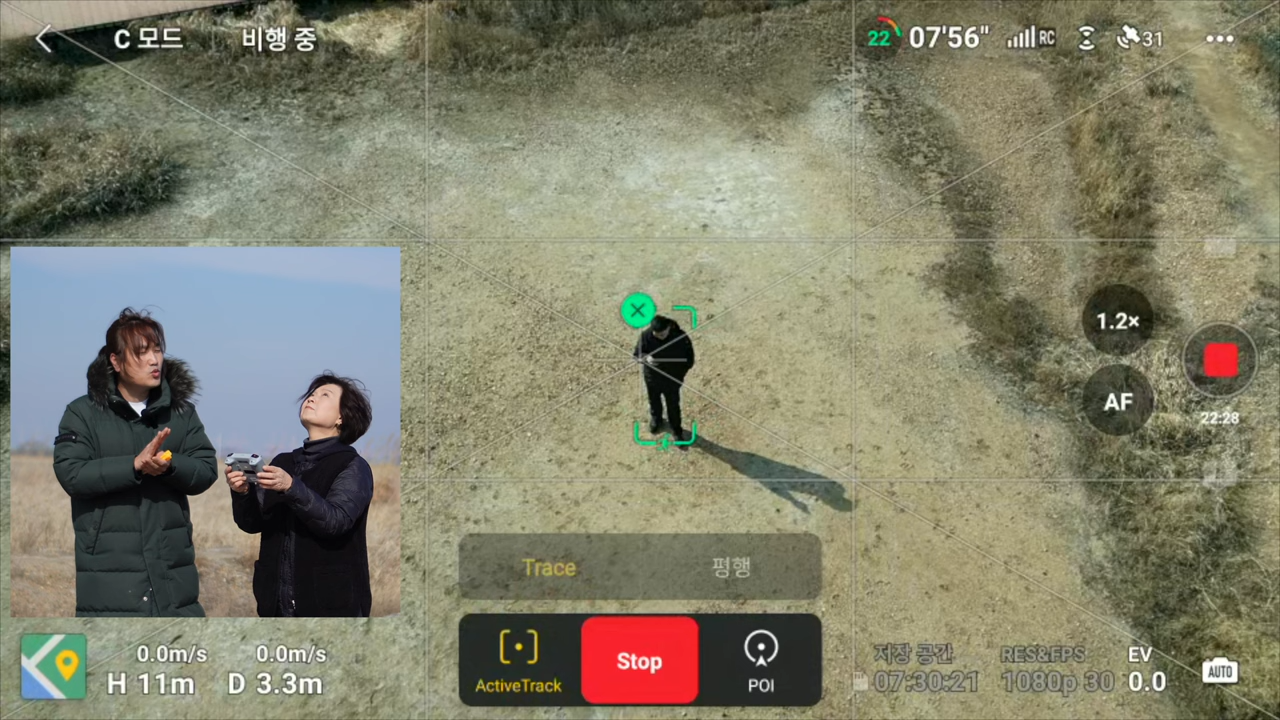 C 모드
비행 중
22
07'56"
RC
31
1.2×
AF
22:28
Trace
평행
ActiveTrack
Stop
POI
0.0m/s
0.0m/s
H 11m
D 3.3m
저장 공간
07:30:21
RES&FPS
1080p 30
EV
0.0
AUTO